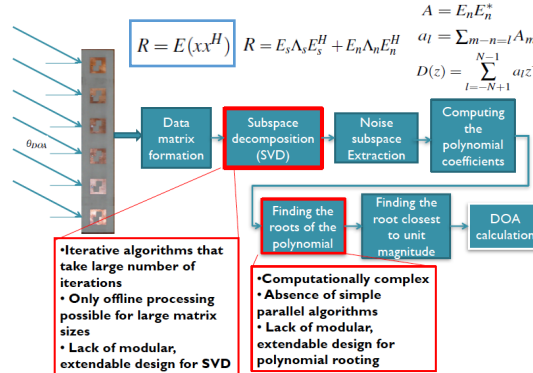 R = E(xx^H)
R = E_sΛ_sE_s^H + E_nΛ_nE_n^H
A = E_nE_n^*
a_l = ∑_{m−n=l} A_m
D(z) = ∑_{l=−N+1}^{N−1} a_l z
θ_DOA
Data
matrix
formation
Subspace
decomposition
(SVD)
Noise
subspace
Extraction
Computing
the
polynomial
coefficients
Finding the
roots of the
polynomial
Finding the
root closest
to unit
magnitude
DOA
calculation
•Iterative algorithms that
take large number of
iterations
• Only offline processing
possible for large matrix
sizes
• Lack of modular,
extendable design for SVD
•Computationally complex
• Absence of simple
parallel algorithms
• Lack of modular,
extendable design for
polynomial rooting